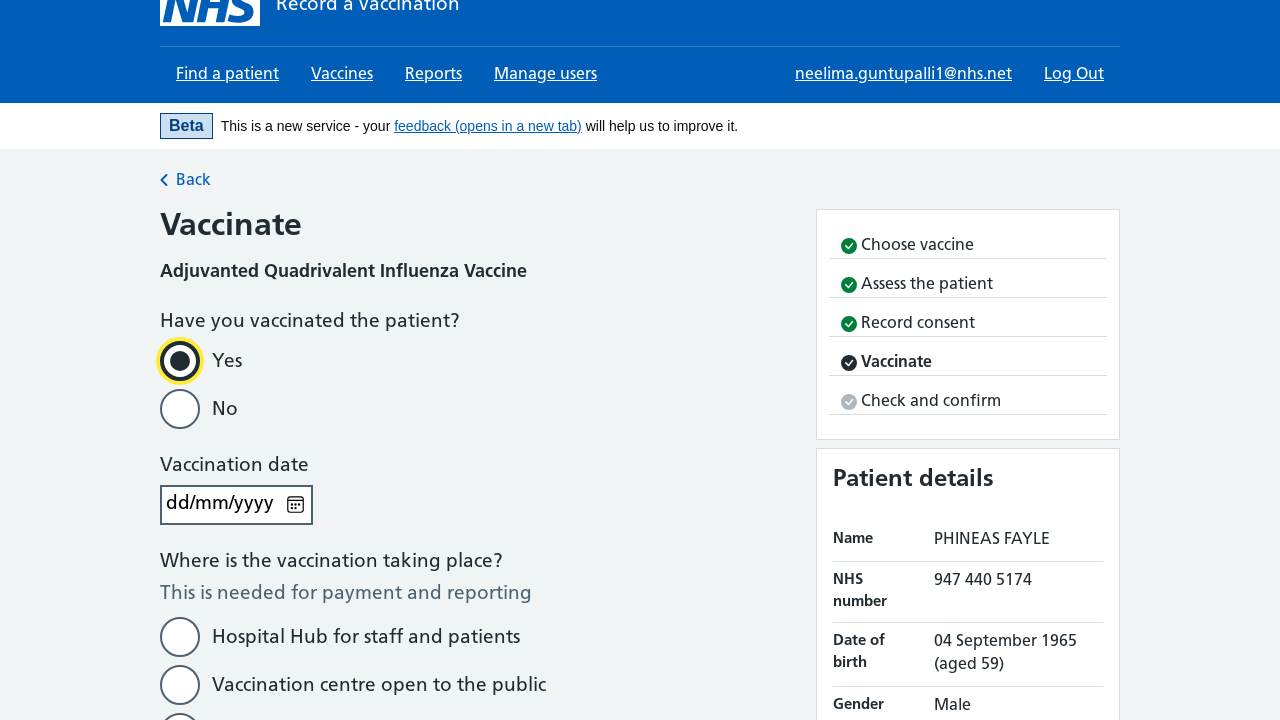 NHS Record a vaccination
Find a patient Vaccines Reports Manage users neelima.guntupalli1@nhs.net Log Out
Beta This is a new service - your feedback (opens in a new tab) will help us to improve it.
Back
Vaccinate
Adjuvanted Quadrivalent Influenza Vaccine
Have you vaccinated the patient?
Yes
No
Vaccination date
dd/mm/yyyy
Where is the vaccination taking place?
This is needed for payment and reporting
Hospital Hub for staff and patients
Vaccination centre open to the public
Choose vaccine
Assess the patient
Record consent
Vaccinate
Check and confirm
Patient details
Name PHINEAS FAYLE
NHS 947 440 5174
number
Date of 04 September 1965
birth (aged 59)
Gender Male